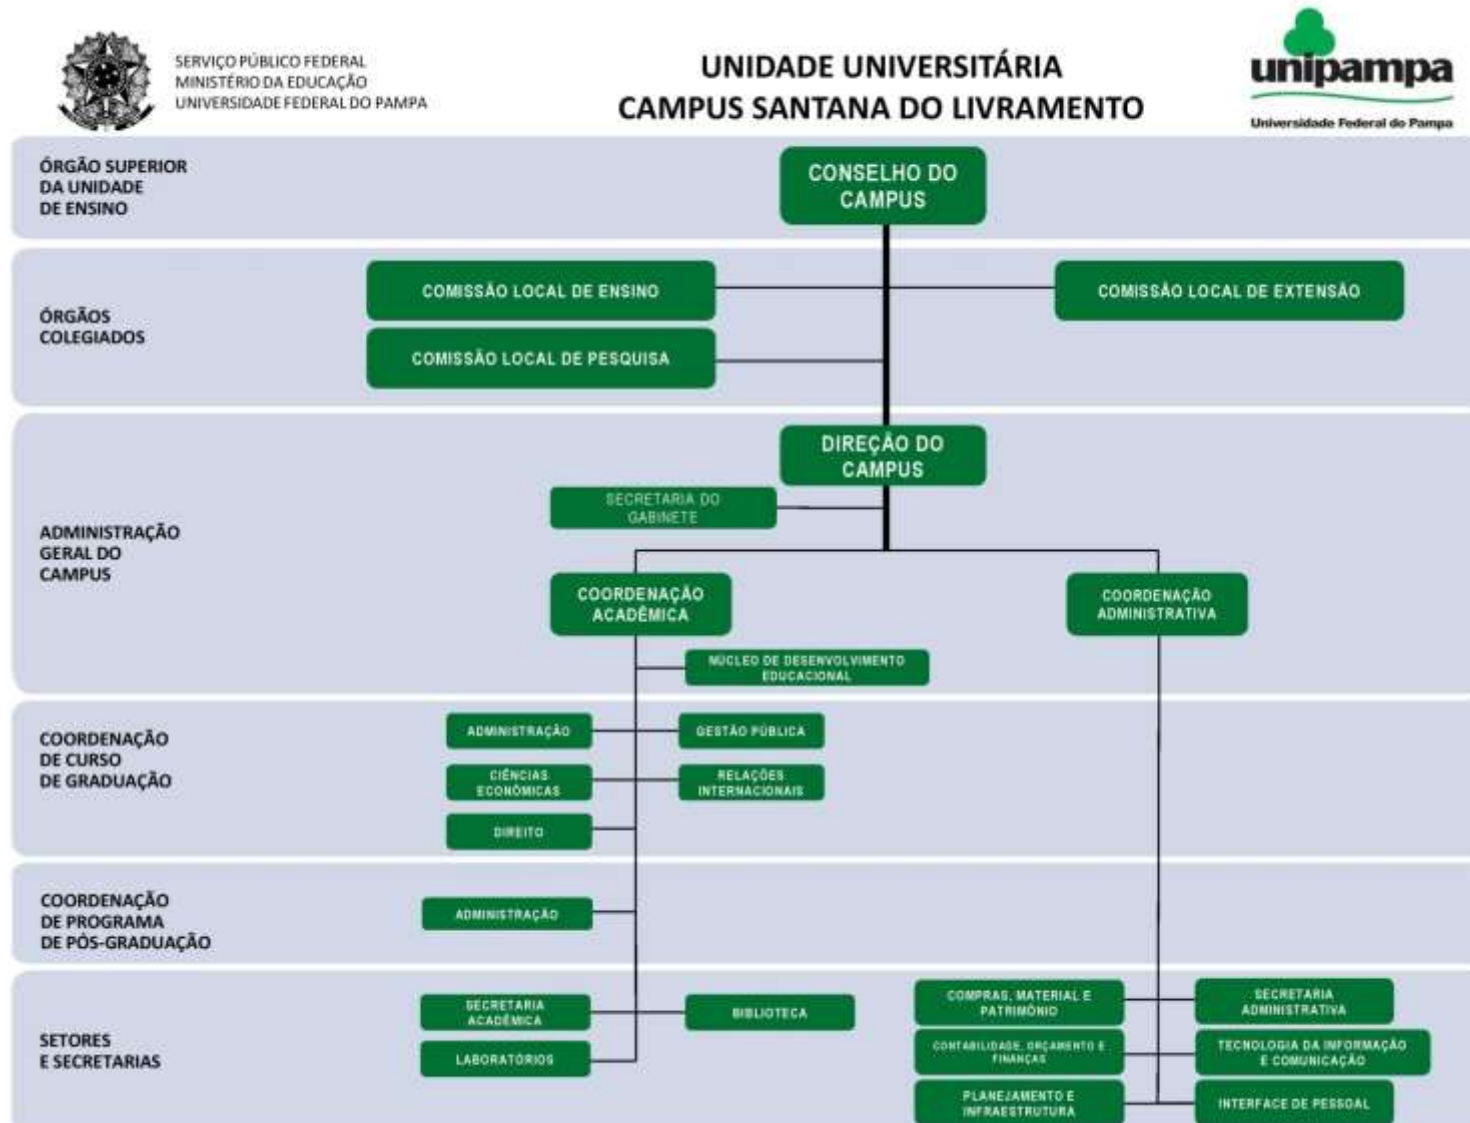 SERVIÇO PÚBLICO FEDERAL
MINISTÉRIO DA EDUCAÇÃO
UNIVERSIDADE FEDERAL DO PAMPA
UNIDADE UNIVERSITÁRIA
CAMPUS SANTANA DO LIVRAMENTO
unipampa
Universidade Federal do Pampa
ÓRGÃO SUPERIOR
DA UNIDADE
DE ENSINO
CONSELHO DO
CAMPUS
ÓRGÃOS
COLEGIADOS
COMISSÃO LOCAL DE ENSINO
COMISSÃO LOCAL DE EXTENSÃO
COMISSÃO LOCAL DE PESQUISA
ADMINISTRAÇÃO
GERAL DO
CAMPUS
DIREÇÃO DO
CAMPUS
SECRETARIA DO
GABINETE
COORDENAÇÃO
ACADÊMICA
COORDENAÇÃO
ADMINISTRATIVA
NÚCLEO DE DESENVOLVIMENTO
EDUCACIONAL
COORDENAÇÃO
DE CURSO
DE GRADUAÇÃO
ADMINISTRAÇÃO
GESTÃO PÚBLICA
CIÊNCIAS
ECONÔMICAS
RELAÇÕES
INTERNACIONAIS
DIREITO
COORDENAÇÃO
DE PROGRAMA
DE PÓS-GRADUAÇÃO
ADMINISTRAÇÃO
SETORES
E SECRETARIAS
SECRETARIA
ACADÊMICA
BIBLIOTECA
LABORATÓRIOS
COMPRAS, MATERIAL E
PATRIMÔNIO
SECRETARIA
ADMINISTRATIVA
CONTABILIDADE, ORÇAMENTO E
FINANÇAS
TECNOLOGIA DA INFORMAÇÃO
E COMUNICAÇÃO
PLANEJAMENTO E
INFRAESTRUTURA
INTERFACE DE PESSOAL